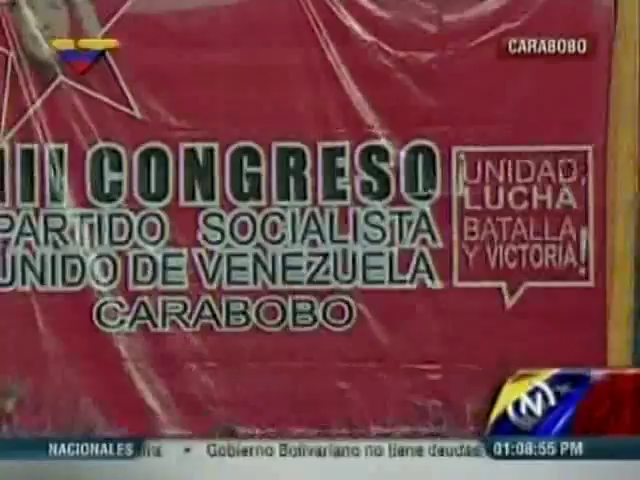 CARABOBO
III CONGRESO
PARTIDO SOCIALISTA
UNIDO DE VENEZUELA
CARABOBO
¡UNIDAD,
LUCHA
BATALLA
Y VICTORIA!
N
NACIONALES
• Gobierno Bolivariano no tiene deudas
01:08:55 PM